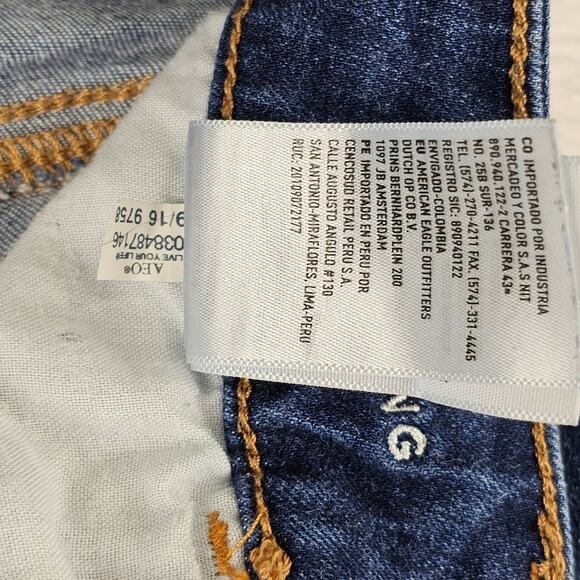 CO IMPORTADO POR INDUSTRIA
MERCADEO Y COLOR S.A.S NIT
890.940.122-2 CARRERA 43ª
NO. 25B SUR-136
TEL. (574)-270-4211 FAX. (574)-331-4445
REGISTRO SIC: 890940122
ENVIGADO-COLOMBIA
EU AMERICAN EAGLE OUTFITTERS
DUTCH OP CO B.V.
PRINS BERNHARDPLEIN 200
1097 JB AMSTERDAM
PE IMPORTADO EN PERU, POR
CENCOSUD RETAIL PERU S.A.
CALLE AUGUSTO ANGULO #130
SAN ANTONIO-MIRAFLORES, LIMA-PERU
RUC: 20109072177
AEO®
LIVE YOUR LIFE®
0038487146
9/16 9758
NG